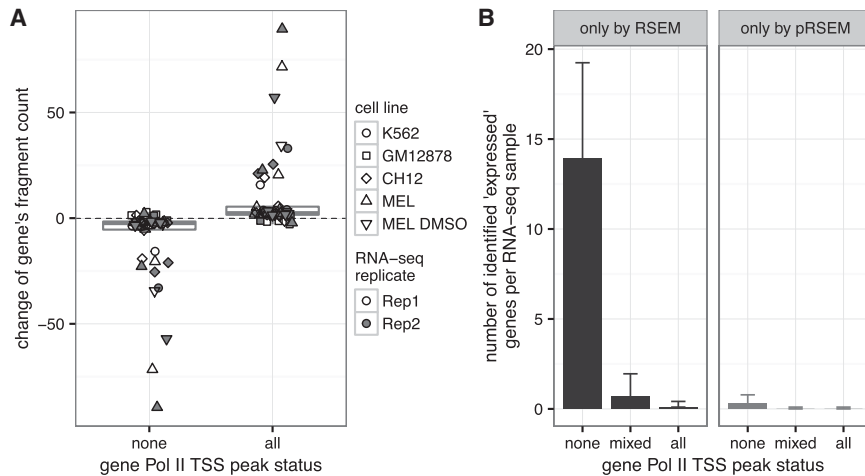 A
change of gene's fragment count
50
0
−50
none
all
gene Pol II TSS peak status
cell line
K562
GM12878
CH12
MEL
MEL DMSO
RNA-seq
replicate
Rep1
Rep2
B
only by RSEM
only by pRSEM
number of identified 'expressed'
genes per RNA-seq sample
20
15
10
5
0
none
mixed
all
none
mixed
all
gene Pol II TSS peak status